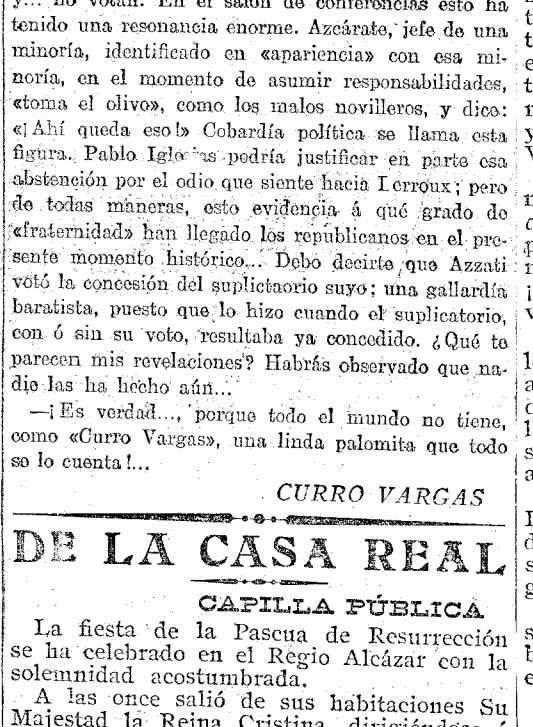 y... no votan. En el salón de conferencias esto ha
tenido una resonancia enorme. Azcárate, jefe de una
minoría, identificado en «apariencia» con esa mi-
noría, en el momento de asumir responsabilidades,
«toma el olivo», como los malos novilleros, y dice:
«¡Ahí queda eso!» Cobardía política se llama esta
figura. Pablo Iglesias podría justificar en parte esa
abstención por el odio que siente hacia Lerroux; pero
de todas maneras, esto evidencia á qué grado de
«fraternidad» han llegado los republicanos en el pre-
sente momento histórico... Debo decirte que Azzati
votó la concesión del suplictaorio suyo; una gallardía
baratista, puesto que lo hizo cuando el suplicatorio,
con ó sin su voto, resultaba ya concedido. ¿Qué te
parecen mis revelaciones? Habrás observado que na-
die las ha hecho aún...
—¡Es verdad..., porque todo el mundo no tiene,
como «Curro Vargas», una linda palomita que todo
se lo cuenta!...
CURRO VARGAS
DE LA CASA REAL
CAPILLA PÚBLICA
La fiesta de la Pascua de Resurrección
se ha celebrado en el Regio Alcázar con la
solemnidad acostumbrada.
A las once salió de sus habitaciones Su
Majestad la Reina Cristina, dirigiéndose á